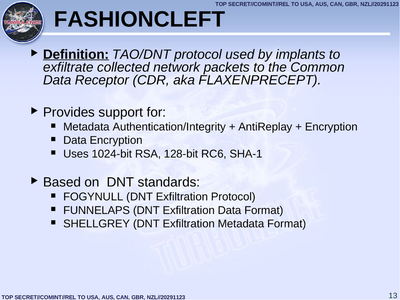 TOP SECRET//COMINT//REL TO USA, AUS, CAN, GBR, NZL//20291123
FASHIONCLEFT
Definition: TAO/DNT protocol used by implants to
exfiltrate collected network packets to the Common
Data Receptor (CDR, aka FLAXENPRECEPT).
Provides support for:
Metadata Authentication/Integrity + AntiReplay + Encryption
Data Encryption
Uses 1024-bit RSA, 128-bit RC6, SHA-1
Based on DNT standards:
FOGYNULL (DNT Exfiltration Protocol)
FUNNELAPS (DNT Exfiltration Data Format)
SHELLGREY (DNT Exfiltration Metadata Format)
TOP SECRET//COMINT//REL TO USA, AUS, CAN, GBR, NZL//20291123
13